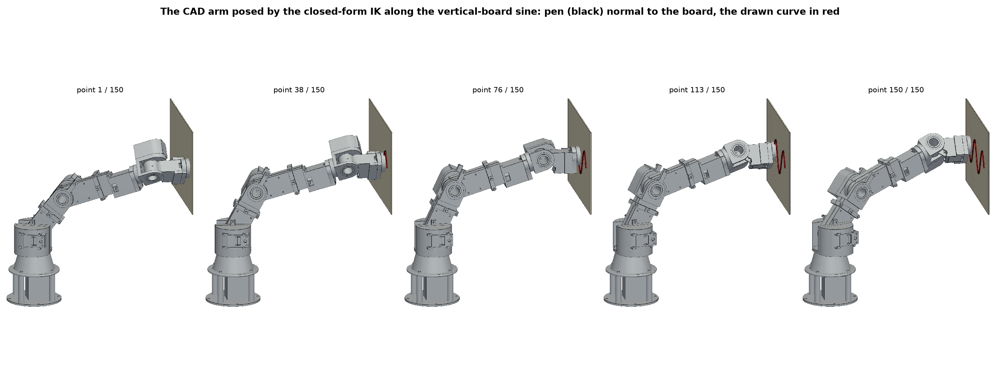 The CAD arm posed by the closed-form IK along the vertical-board sine: pen (black) normal to the board, the drawn curve in red
point 1 / 150
point 38 / 150
point 76 / 150
point 113 / 150
point 150 / 150